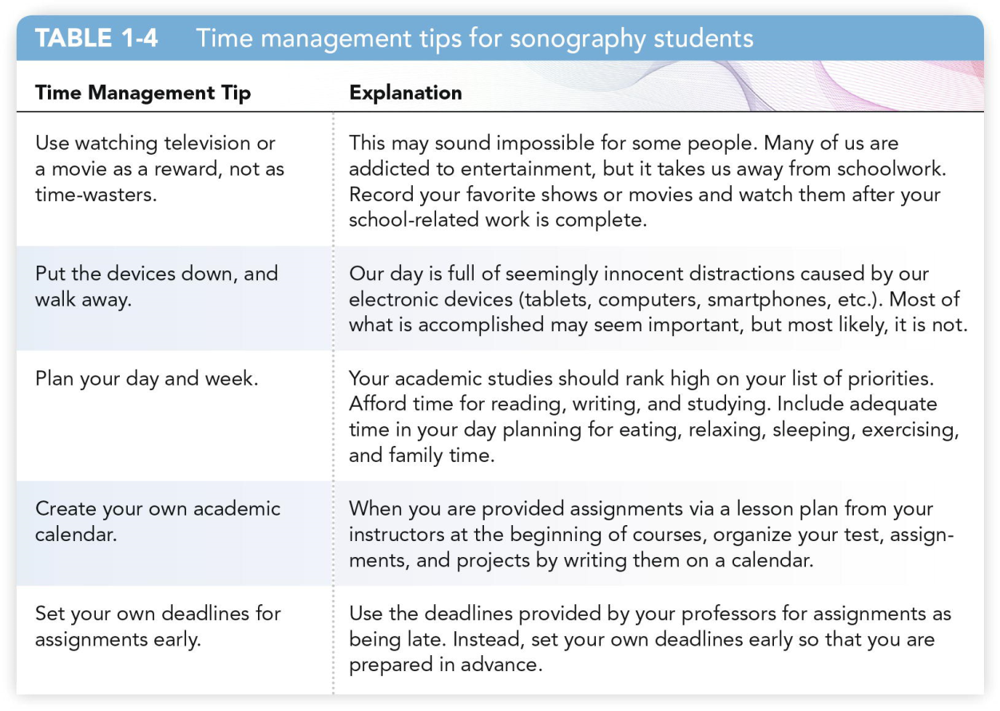 TABLE 1-4 Time management tips for sonography students
Time Management Tip
Explanation
Use watching television or
a movie as a reward, not as
time-wasters.
This may sound impossible for some people. Many of us are
addicted to entertainment, but it takes us away from schoolwork.
Record your favorite shows or movies and watch them after your
school-related work is complete.
Put the devices down, and
walk away.
Our day is full of seemingly innocent distractions caused by our
electronic devices (tablets, computers, smartphones, etc.). Most of
what is accomplished may seem important, but most likely, it is not.
Plan your day and week.
Your academic studies should rank high on your list of priorities.
Afford time for reading, writing, and studying. Include adequate
time in your day planning for eating, relaxing, sleeping, exercising,
and family time.
Create your own academic
calendar.
When you are provided assignments via a lesson plan from your
instructors at the beginning of courses, organize your test, assign-
ments, and projects by writing them on a calendar.
Set your own deadlines for
assignments early.
Use the deadlines provided by your professors for assignments as
being late. Instead, set your own deadlines early so that you are
prepared in advance.